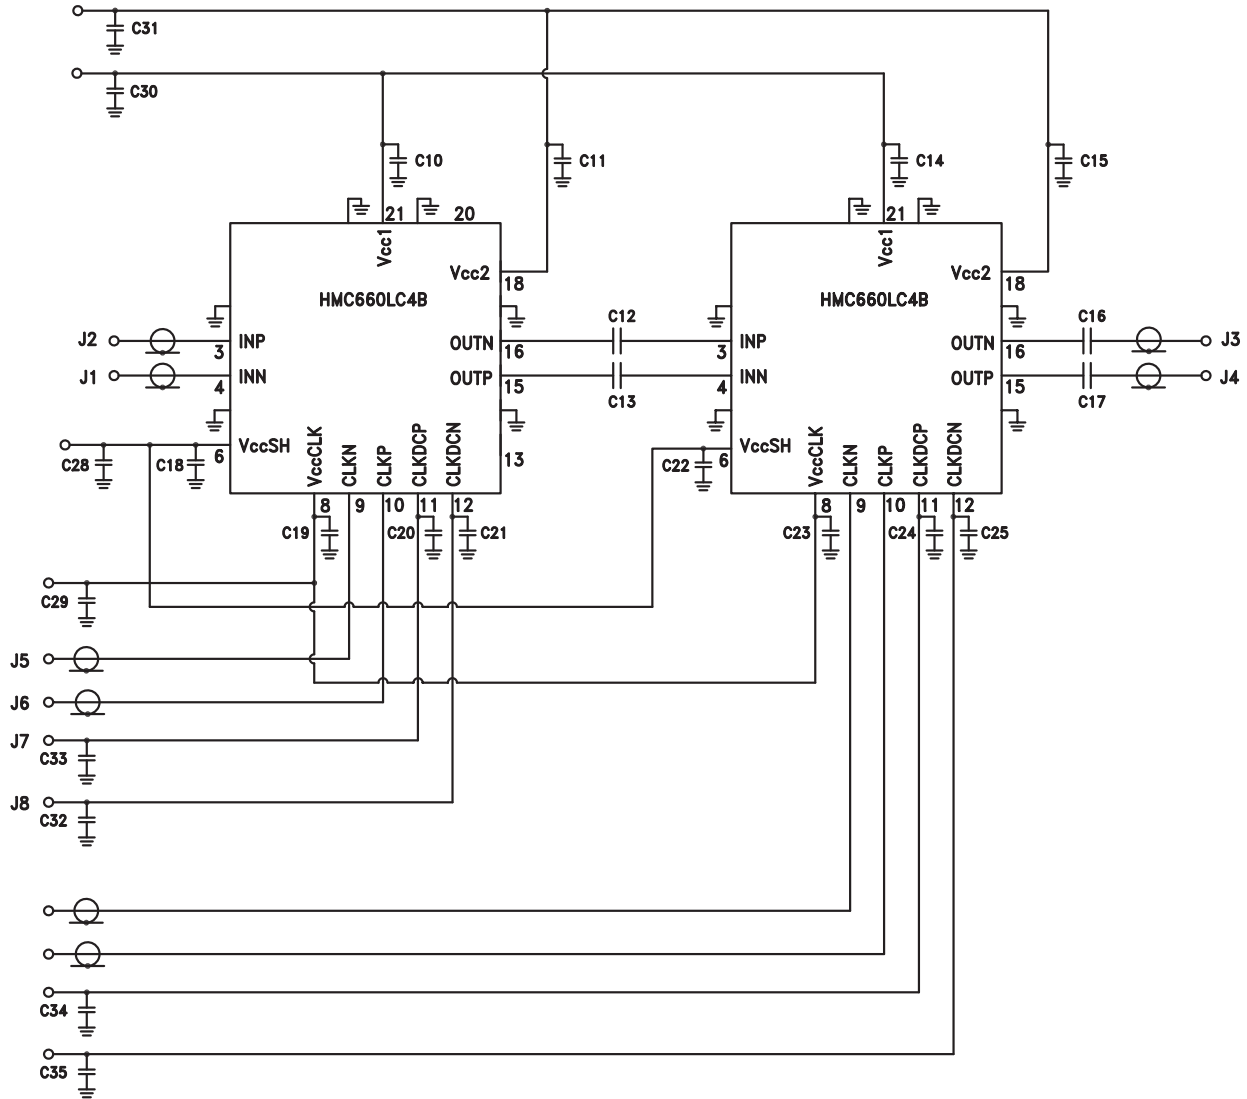 C31
C30
C10
C11
C14
C15
21
20
21
Vcc1
Vcc1
Vcc2
18
Vcc2
18
HMC660LC4B
HMC660LC4B
C12
C16
J2
3
INP
OUTN
16
3
INP
OUTN
16
J3
J1
4
INN
OUTP
15
C13
4
INN
OUTP
15
C17
J4
C28
C18
6
VccSH
VccCLK
CLKN
CLKP
CLKDCP
CLKDCN
13
C22
6
VccSH
VccCLK
CLKN
CLKP
CLKDCP
CLKDCN
8
9
10
11
12
8
9
10
11
12
C19
C20
C21
C23
C24
C25
C29
J5
J6
J7
C33
J8
C32
C34
C35